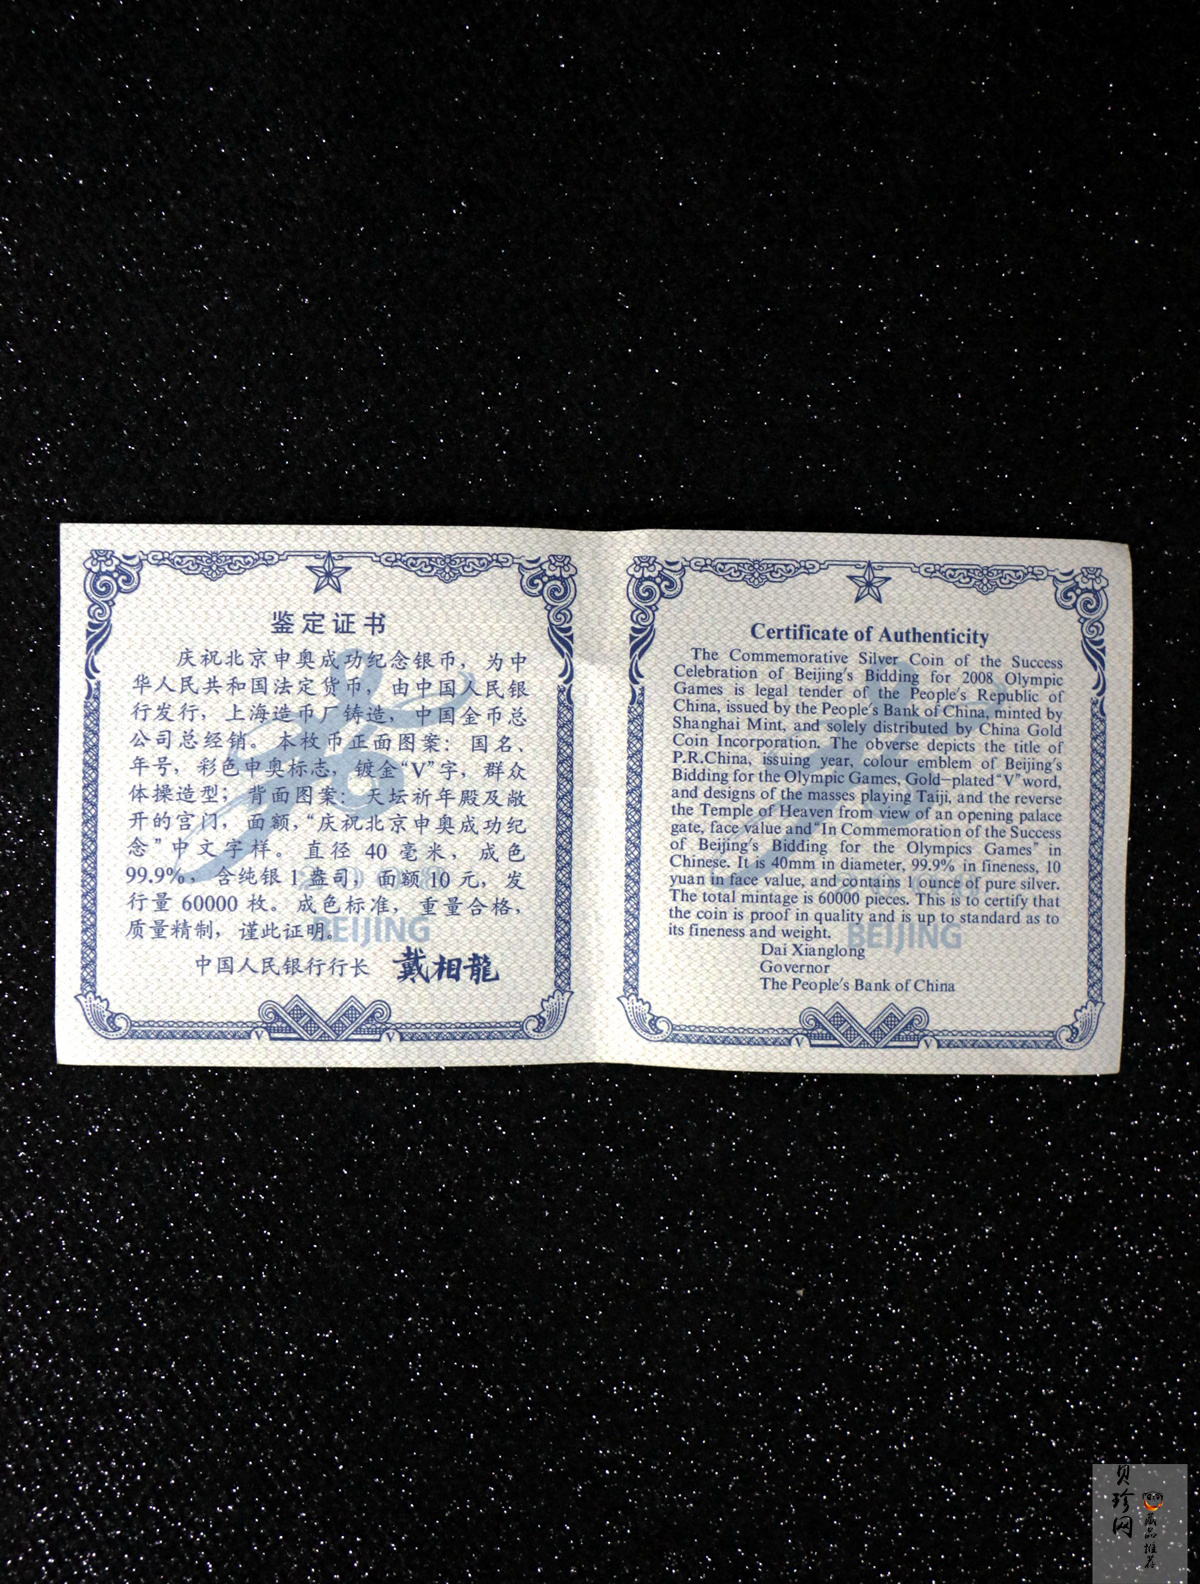 鉴定证书
庆祝北京申奥成功纪念银币，为中
华人民共和国法定货币，由中国人民银
行发行，上海造币厂铸造，中国金币总
公司总经销。本枚币正面图案：国名、
年号，彩色申奥标志，镀金“V”字，群众
体操造型；背面图案：天坛祈年殿及敞
开的宫门，面额，“庆祝北京申奥成功纪
念”中文字样。直径 40 毫米，成色
99.9%，含纯银 1 盎司，面额 10 元，发
行量 60000 枚。成色标准，重量合格，
质量精制，谨此证明。
BEIJING
中国人民银行行长 戴相龍
Certificate of Authenticity
The Commemorative Silver Coin of the Success
Celebration of Beijing's Bidding for 2008 Olympic
Games is legal tender of the People's Republic of
China, issued by the People's Bank of China, minted by
Shanghai Mint, and solely distributed by China Gold
Coin Incorporation. The obverse depicts the title of
P.R.China, issuing year, colour emblem of Beijing's
Bidding for the Olympic Games, Gold-plated "V" word,
and designs of the masses playing Taiji, and the reverse
the Temple of Heaven from view of an opening palace
gate, face value and "In Commemoration of the Success
of Beijing's Bidding for the Olympics Games" in
Chinese. It is 40mm in diameter, 99.9% in fineness, 10
yuan in face value, and contains 1 ounce of pure silver.
The total mintage is 60000 pieces. This is to certify that
the coin is proof in quality and is up to standard as to
its fineness and weight.
BEIJING
Dai Xianglong
Governor
The People's Bank of China
V V
V V
贝珍网
藏品推荐